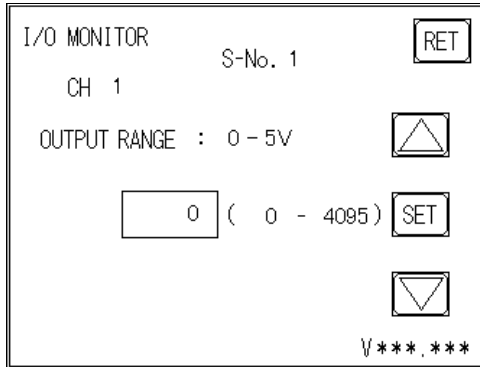 I/O MONITOR
S-No. 1
RET
CH 1
OUTPUT RANGE : 0-5V
0 ( 0 - 4095) SET
V***.***